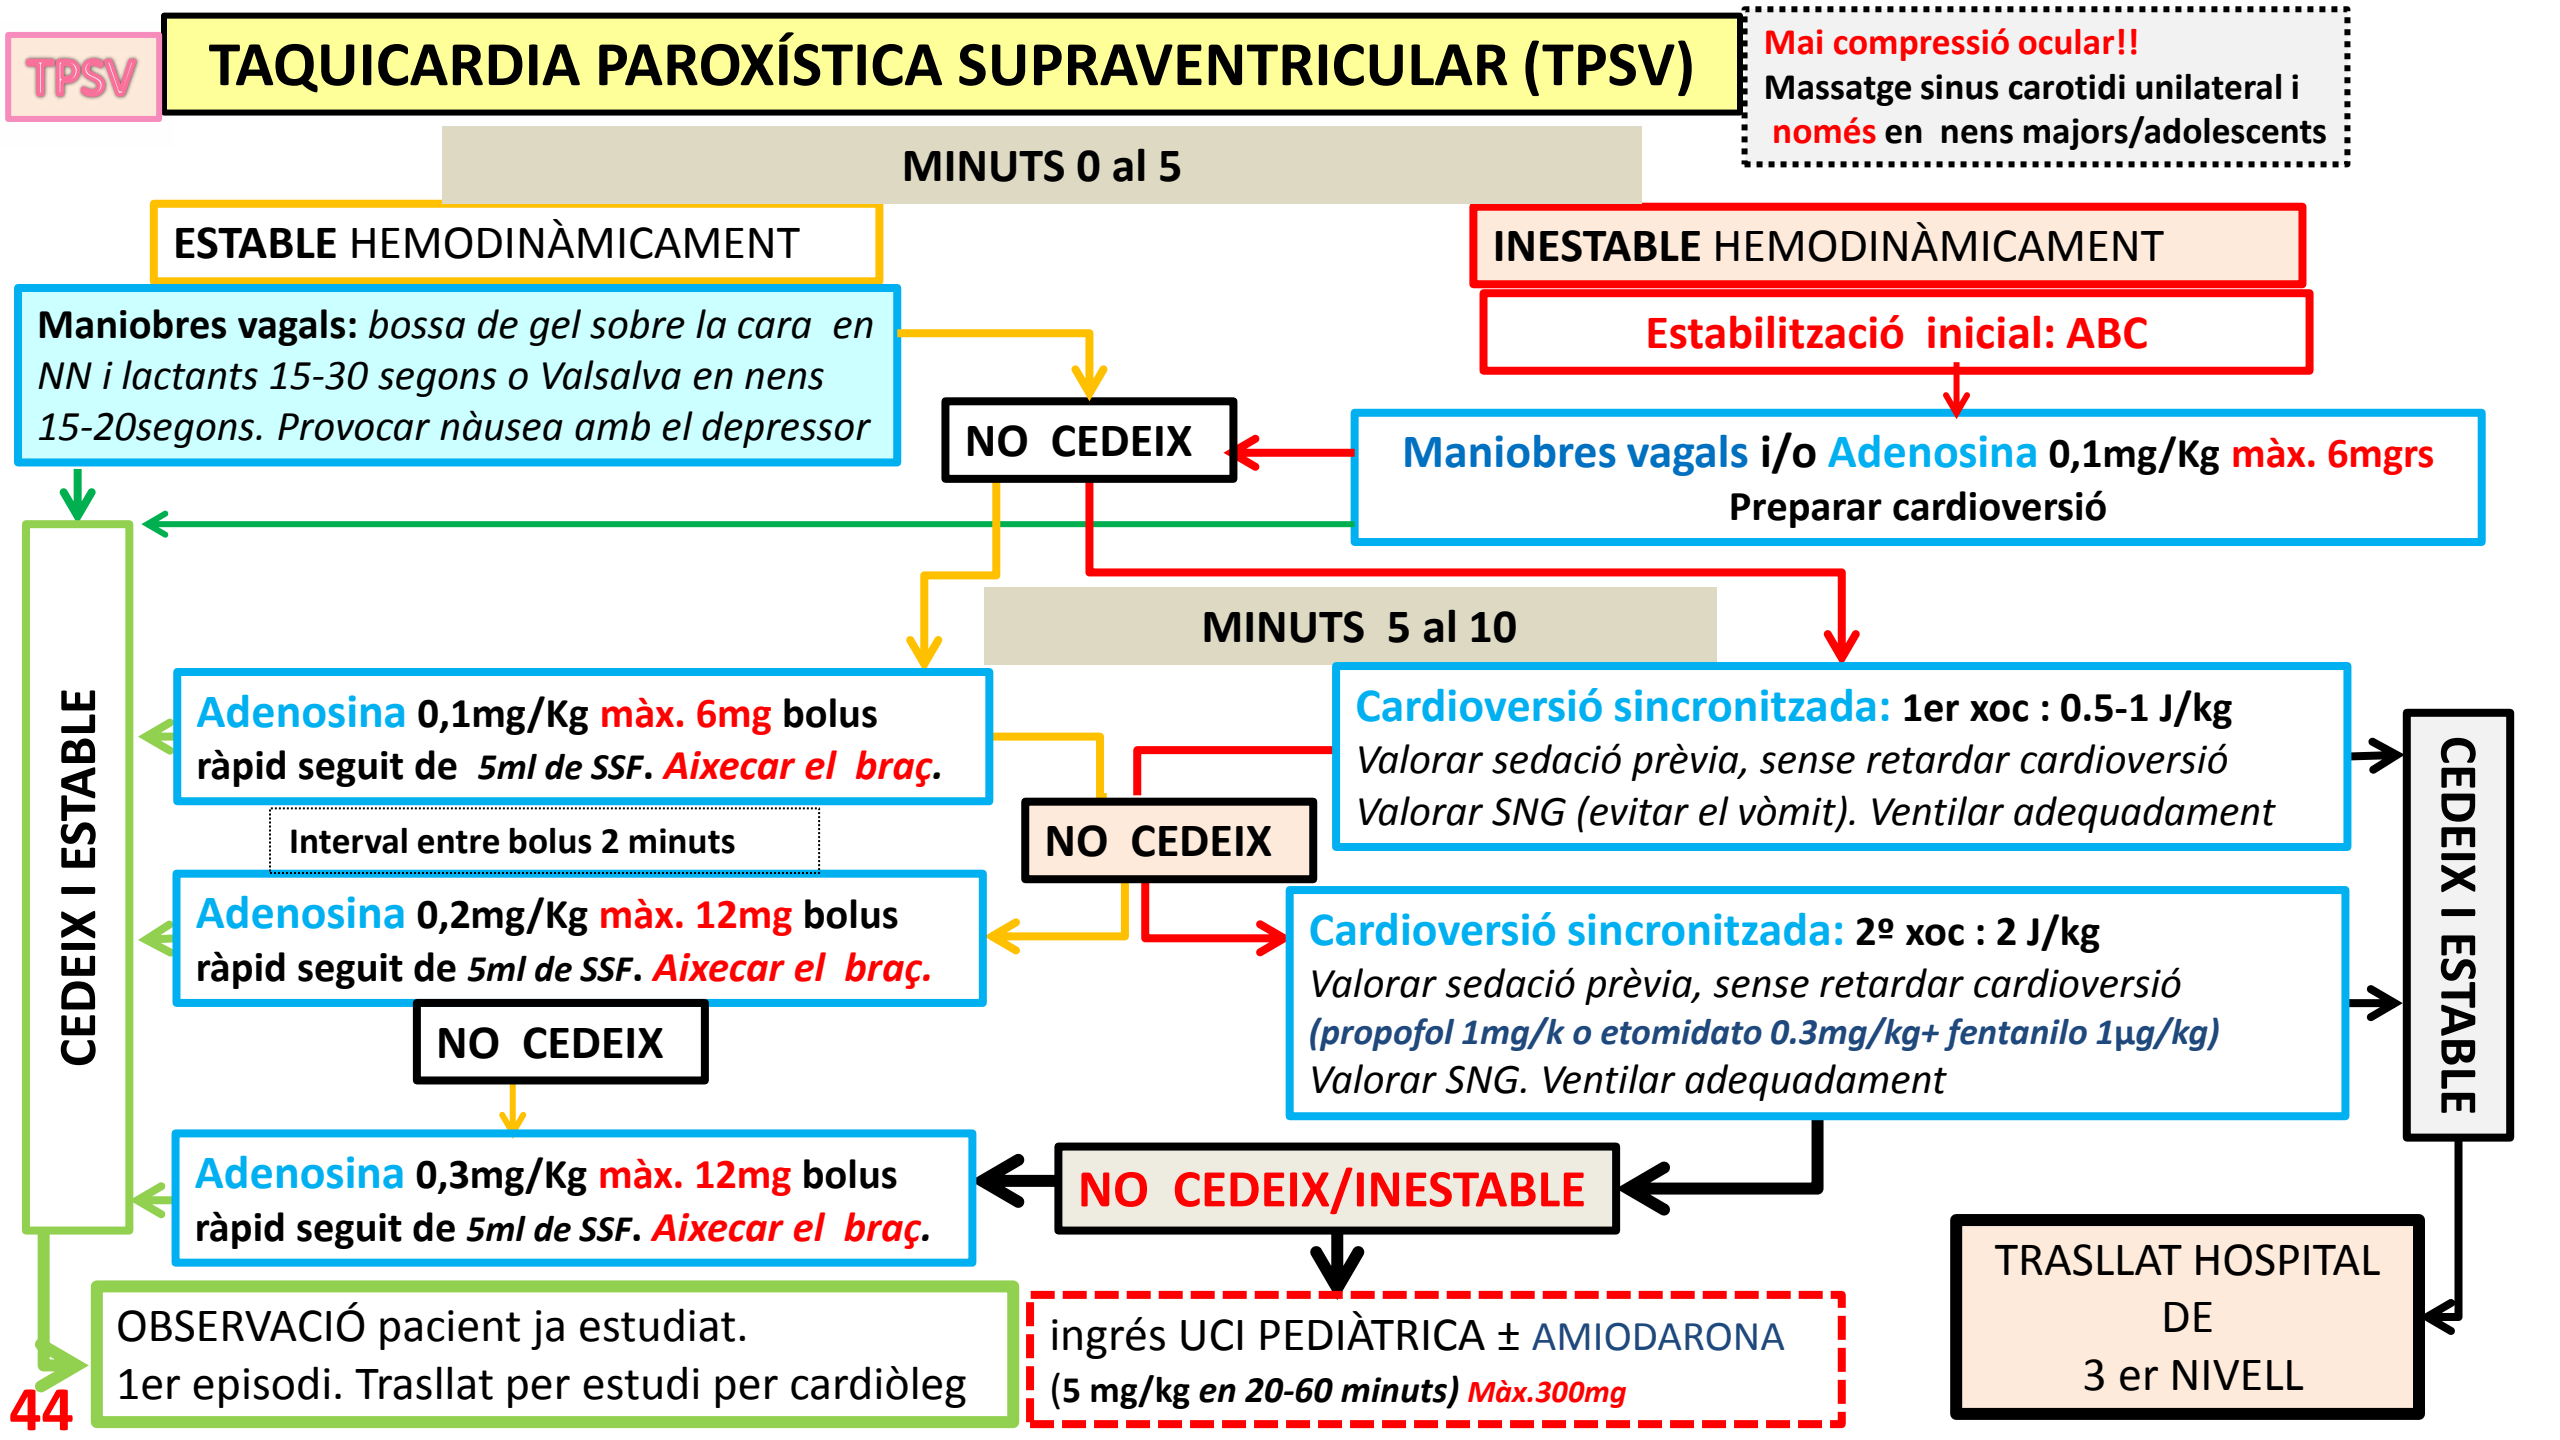 TPSV
TAQUICARDIA PAROXÍSTICA SUPRAVENTRICULAR (TPSV)
Mai compressió ocular!!
Massatge sinus carotidi unilateral i
només en nens majors/adolescents
MINUTS 0 al 5
ESTABLE HEMODINÀMICAMENT
INESTABLE HEMODINÀMICAMENT
Maniobres vagals: bossa de gel sobre la cara en
NN i lactants 15-30 segons o Valsalva en nens
15-20segons. Provocar nàusea amb el depressor
Estabilització inicial: ABC
NO CEDEIX
Maniobres vagals i/o Adenosina 0,1mg/Kg màx. 6mgrs
Preparar cardioversió
MINUTS 5 al 10
CEDEIX I ESTABLE
Adenosina 0,1mg/Kg màx. 6mg bolus
ràpid seguit de 5ml de SSF. Aixecar el braç.
Cardioversió sincronitzada: 1er xoc : 0.5-1 J/kg
Valorar sedació prèvia, sense retardar cardioversió
Valorar SNG (evitar el vòmit). Ventilar adequadament
CEDEIX I ESTABLE
Interval entre bolus 2 minuts
NO CEDEIX
Adenosina 0,2mg/Kg màx. 12mg bolus
ràpid seguit de 5ml de SSF. Aixecar el braç.
Cardioversió sincronitzada: 2º xoc : 2 J/kg
Valorar sedació prèvia, sense retardar cardioversió
(propofol 1mg/k o etomidato 0.3mg/kg+ fentanilo 1µg/kg)
Valorar SNG. Ventilar adequadament
NO CEDEIX
Adenosina 0,3mg/Kg màx. 12mg bolus
ràpid seguit de 5ml de SSF. Aixecar el braç.
NO CEDEIX/INESTABLE
OBSERVACIÓ pacient ja estudiat.
1er episodi. Trasllat per estudi per cardiòleg
ingrés UCI PEDIÀTRICA ± AMIODARONA
(5 mg/kg en 20-60 minuts) Màx.300mg
TRASLLAT HOSPITAL
DE
3 er NIVELL
44